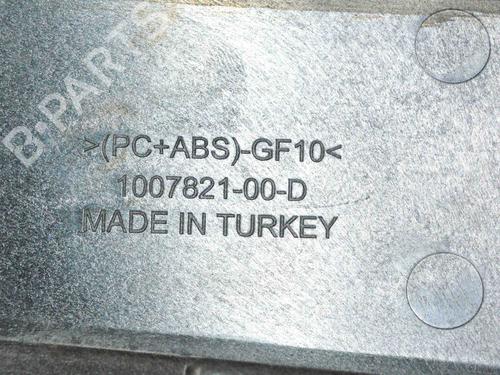 B-PARTS
>(PC+ABS)-GF10<
1007821-00-D
MADE IN TURKEY